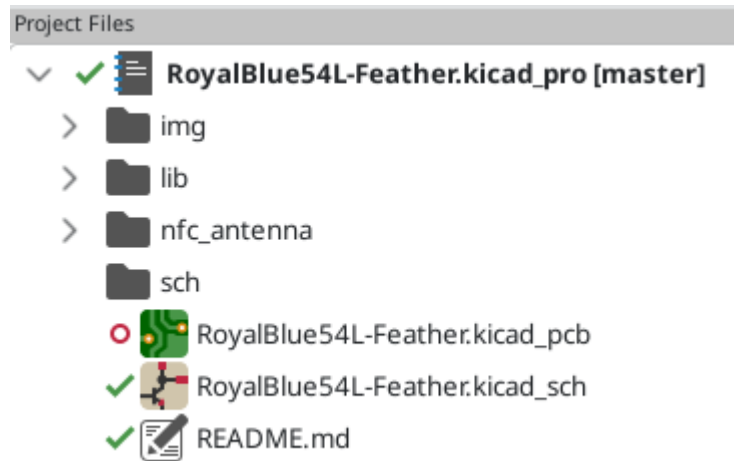 Project Files
RoyalBlue54L-Feather.kicad_pro [master]
img
lib
nfc_antenna
sch
RoyalBlue54L-Feather.kicad_pcb
RoyalBlue54L-Feather.kicad_sch
README.md